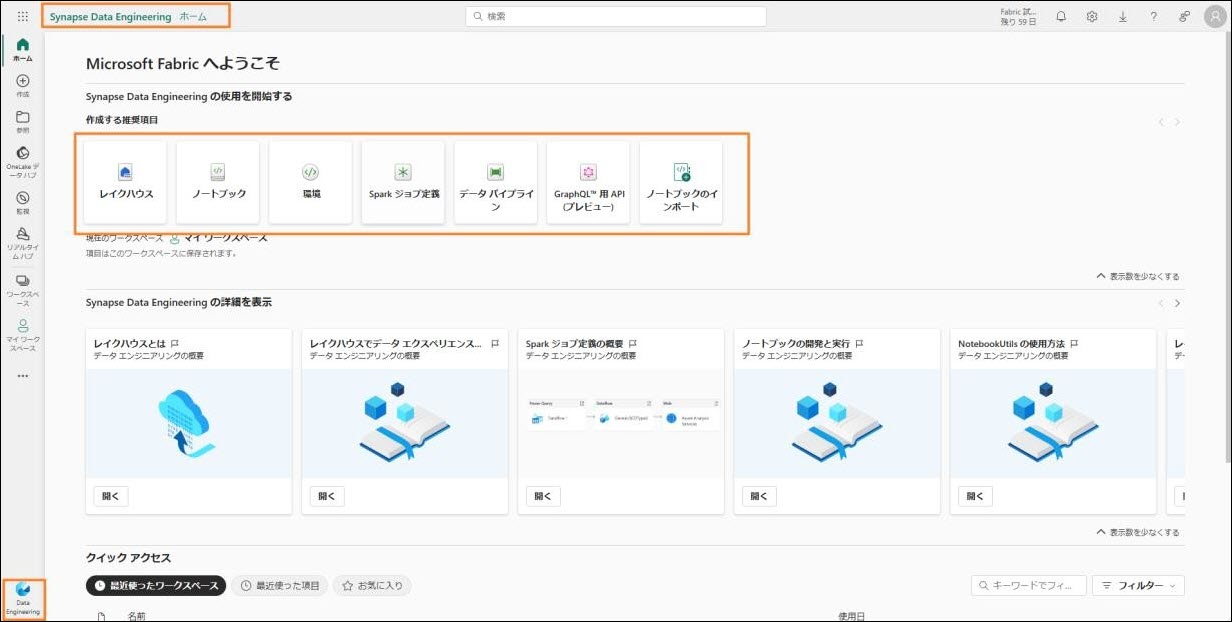 Synapse Data Engineering ホーム
検索
Fabric 試...
残り 59 日
ホーム
作成
参照
OneLake デ
ータ ハブ
監視
リアルタイ
ム ハブ
ワークスペ
ース
マイ ワーク
スペース
Data
Engineering
Microsoft Fabric へようこそ
Synapse Data Engineering の使用を開始する
作成する推奨項目
レイクハウス
ノートブック
環境
Spark ジョブ定義
データ パイプライ
ン
GraphQL™ 用 API
(プレビュー)
ノートブックのイ
ンポート
現在のワークスペース マイ ワークスペース
項目はこのワークスペースに保存されます。
表示数を少なくする
Synapse Data Engineering の詳細を表示
レイクハウスとは
データ エンジニアリングの概要
開く
レイクハウスでデータ エクスペリエンス...
データ エンジニアリングの概要
開く
Spark ジョブ定義の概要
データ エンジニアリングの概要
Power Query
Dataflow
Web
Dataflow
Azure Analysis
Services
開く
ノートブックの開発と実行
データ エンジニアリングの概要
開く
NotebookUtils の使用方法
データ エンジニアリングの概要
開く
表示数を少なくする
クイック アクセス
最近使ったワークスペース
最近使った項目
お気に入り
キーワードでフィ...
フィルター
名前
使用日